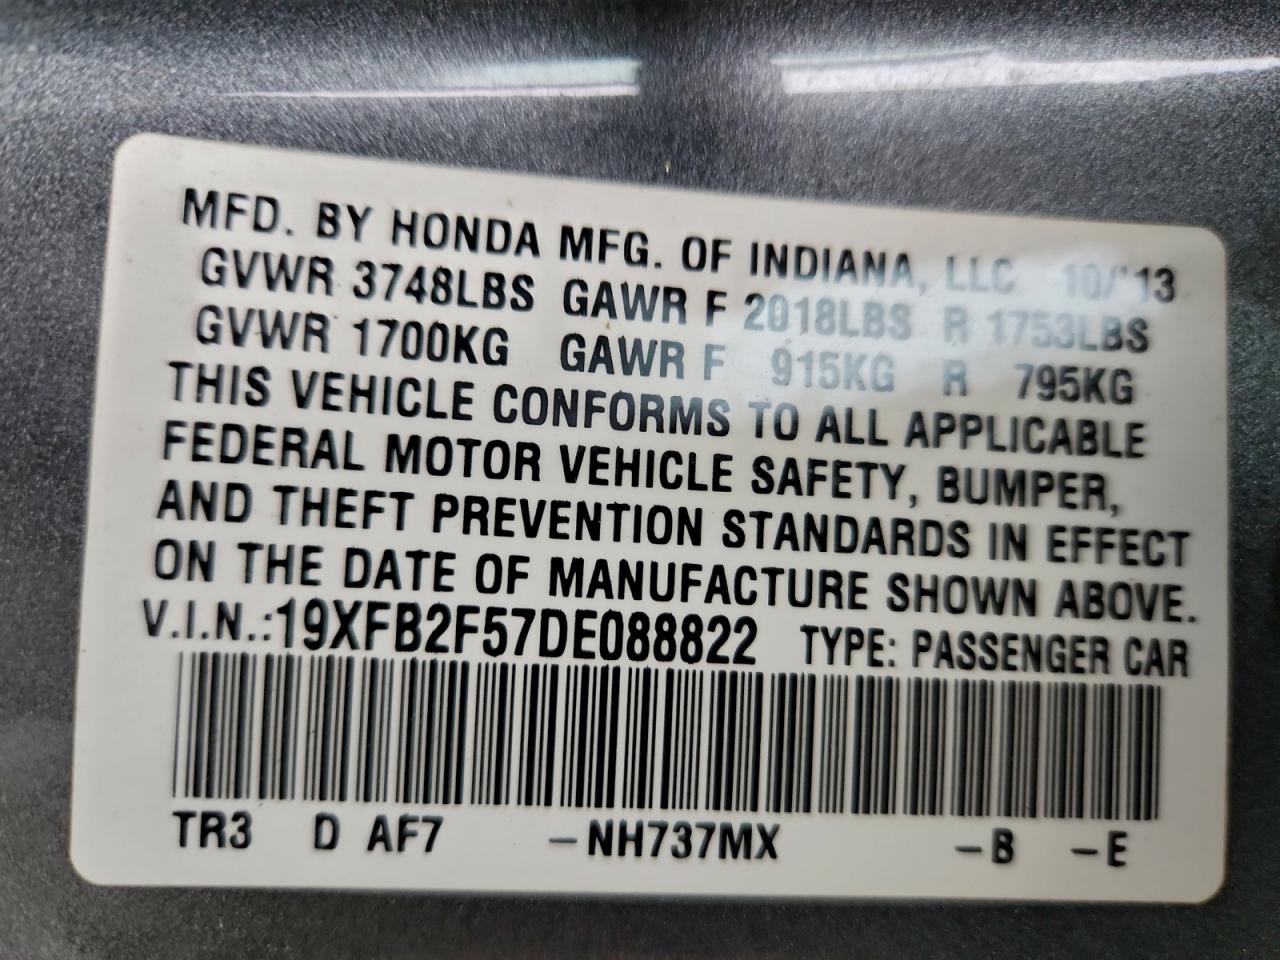 MFD. BY HONDA MFG. OF INDIANA, LLC 10/'13
GVWR 3748LBS GAWR F 2018LBS R 1753LBS
GVWR 1700KG GAWR F 915KG R 795KG
THIS VEHICLE CONFORMS TO ALL APPLICABLE
FEDERAL MOTOR VEHICLE SAFETY, BUMPER,
AND THEFT PREVENTION STANDARDS IN EFFECT
ON THE DATE OF MANUFACTURE SHOWN ABOVE.
V.I.N.:19XFB2F57DE088822 TYPE: PASSENGER CAR
TR3 D AF7 –NH737MX –B –E